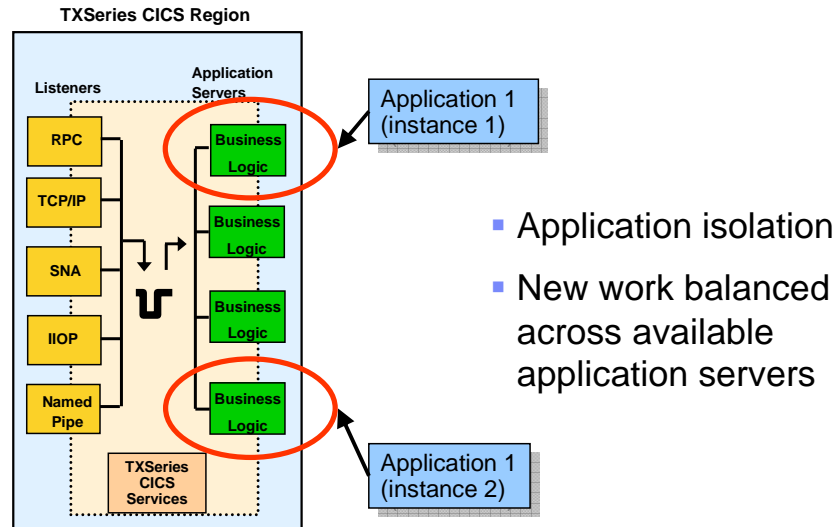 TXSeries CICS Region
Listeners
Application
Servers
RPC
TCP/IP
SNA
IIOP
Named
Pipe
Business
Logic
Business
Logic
Business
Logic
Business
Logic
TXSeries
CICS
Services
Application 1
(instance 1)
Application 1
(instance 2)
Application isolation
New work balanced
across available
application servers